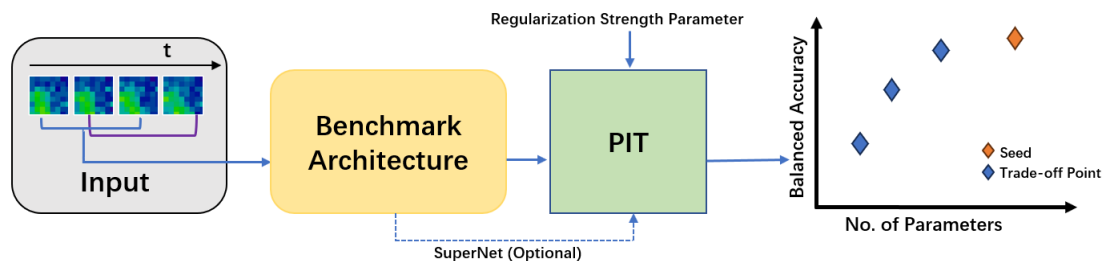 t
Input
Benchmark
Architecture
Regularization Strength Parameter
PIT
SuperNet (Optional)
Balanced Accuracy
Seed
Trade-off Point
No. of Parameters